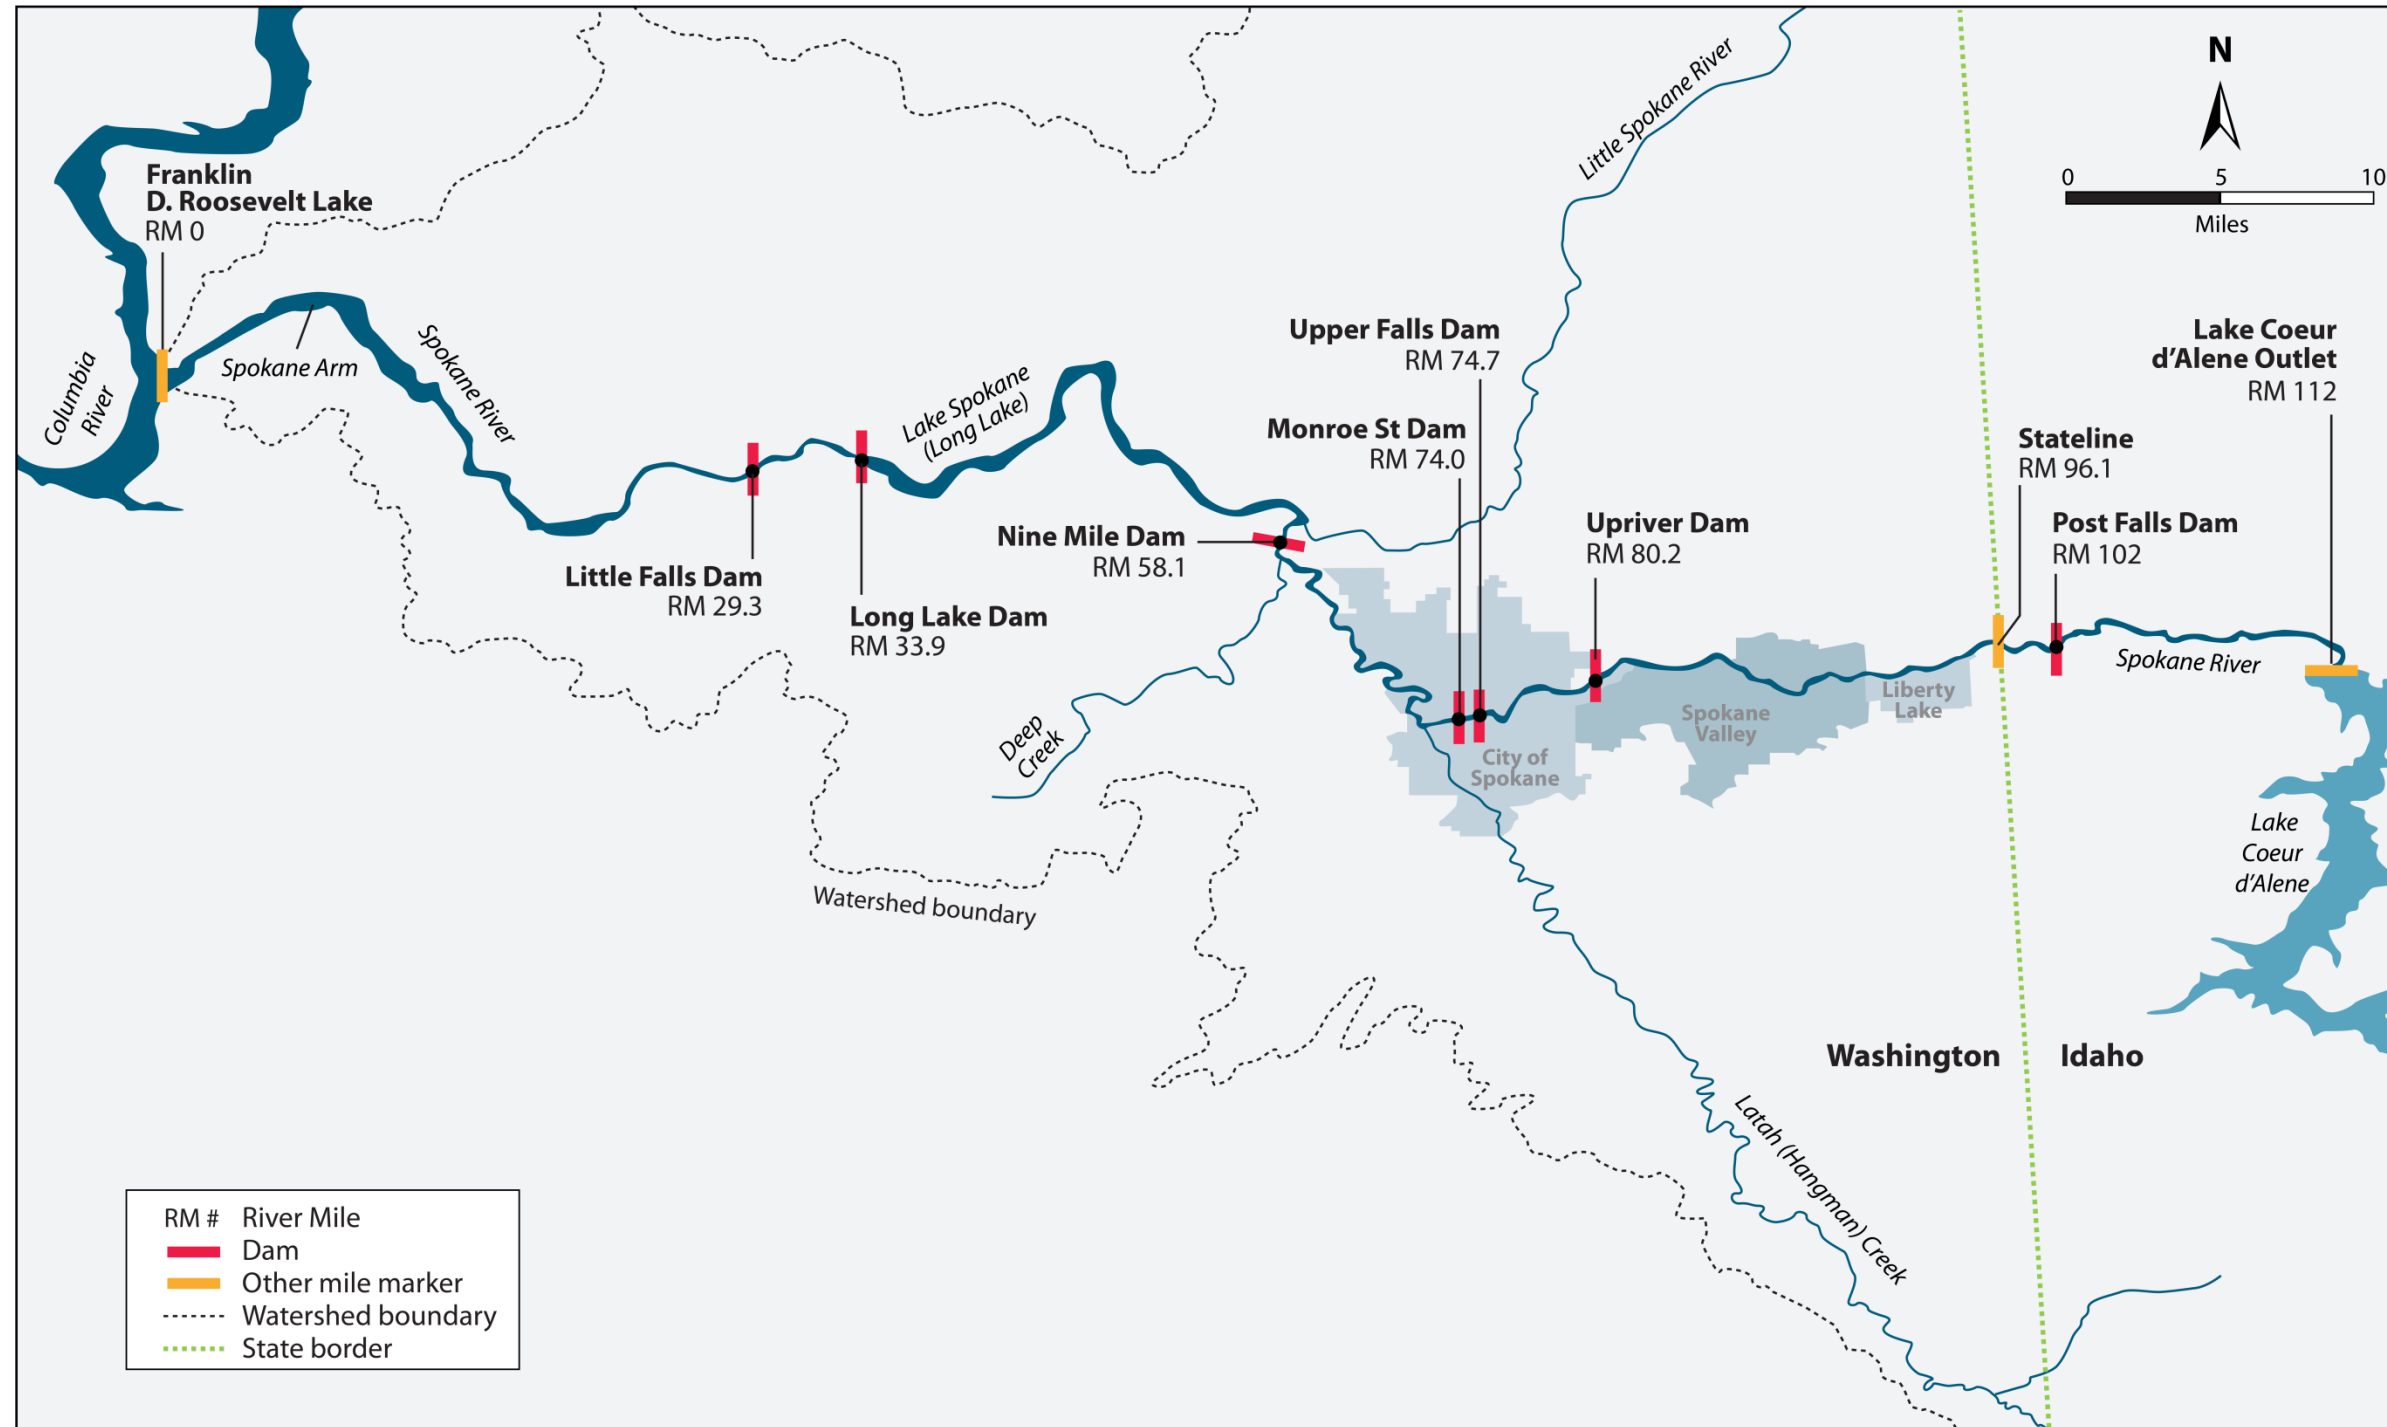 N
0 5 10
Miles
Franklin
D. Roosevelt Lake
RM 0
Columbia
River
Spokane Arm
Spokane River
Little Falls Dam
RM 29.3
Long Lake Dam
RM 33.9
Lake Spokane
(Long Lake)
Nine Mile Dam
RM 58.1
Little Spokane River
Upper Falls Dam
RM 74.7
Monroe St Dam
RM 74.0
Upriver Dam
RM 80.2
Lake Coeur
d’Alene Outlet
RM 112
Stateline
RM 96.1
Post Falls Dam
RM 102
Spokane River
Liberty
Lake
Spokane
Valley
City of
Spokane
Deep
Creek
Watershed boundary
Lake
Coeur
d’Alene
Washington
Idaho
Latah (Hangman) Creek
RM # River Mile
Dam
Other mile marker
Watershed boundary
State border